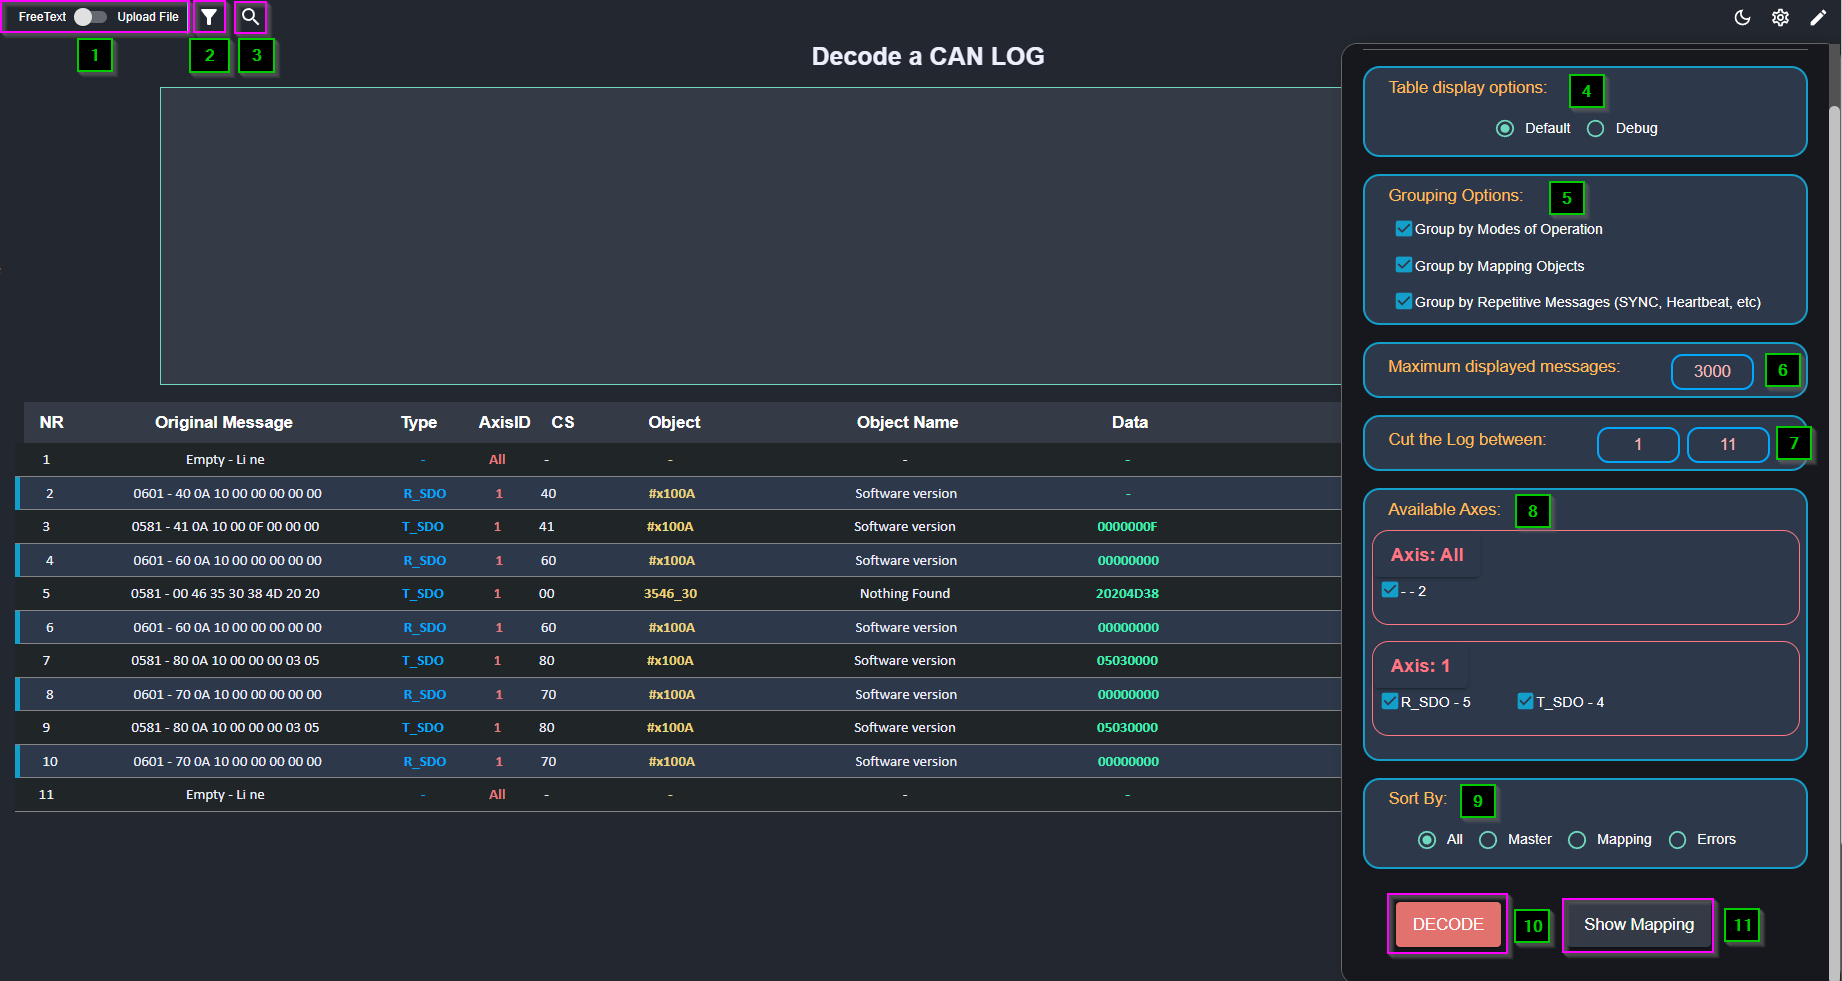 FreeText Upload File
1 2 3
Decode a CAN LOG
NR Original Message Type AxisID CS Object Object Name Data
1 Empty - Li ne - All - - - -
2 0601 - 40 0A 10 00 00 00 00 00 R_SDO 1 40 #x100A Software version -
3 0581 - 41 0A 10 00 0F 00 00 00 T_SDO 1 41 #x100A Software version 0000000F
4 0601 - 60 0A 10 00 00 00 00 00 R_SDO 1 60 #x100A Software version 00000000
5 0581 - 00 46 35 30 38 4D 20 20 T_SDO 1 00 3546_30 Nothing Found 20204D38
6 0601 - 60 0A 10 00 00 00 00 00 R_SDO 1 60 #x100A Software version 00000000
7 0581 - 80 0A 10 00 00 00 03 05 T_SDO 1 80 #x100A Software version 05030000
8 0601 - 70 0A 10 00 00 00 00 00 R_SDO 1 70 #x100A Software version 00000000
9 0581 - 80 0A 10 00 00 00 03 05 T_SDO 1 80 #x100A Software version 05030000
10 0601 - 70 0A 10 00 00 00 00 00 R_SDO 1 70 #x100A Software version 00000000
11 Empty - Li ne - All - - - -
Table display options: 4
Default Debug
Grouping Options: 5
Group by Modes of Operation
Group by Mapping Objects
Group by Repetitive Messages (SYNC, Heartbeat, etc)
Maximum displayed messages: 3000 6
Cut the Log between: 1 11 7
Available Axes: 8
Axis: All
- - 2
Axis: 1
R_SDO - 5 T_SDO - 4
Sort By: 9
All Master Mapping Errors
DECODE 10 Show Mapping 11